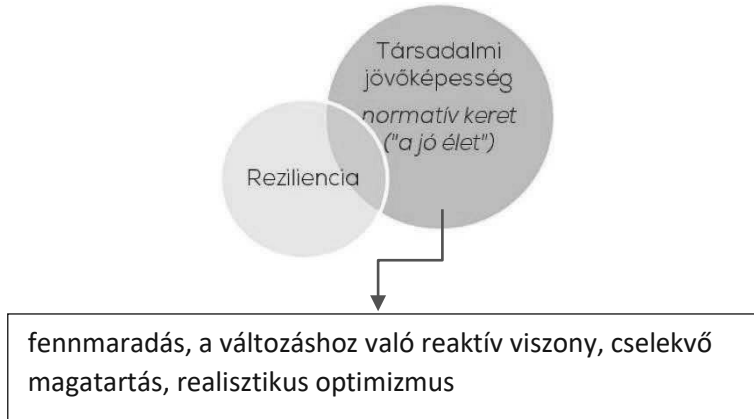 Társadalmi
jövőképesség
normatív keret
("a jó élet")
Reziliencia
fennmaradás, a változáshoz való reaktív viszony, cselekvő
magatartás, realisztikus optimizmus